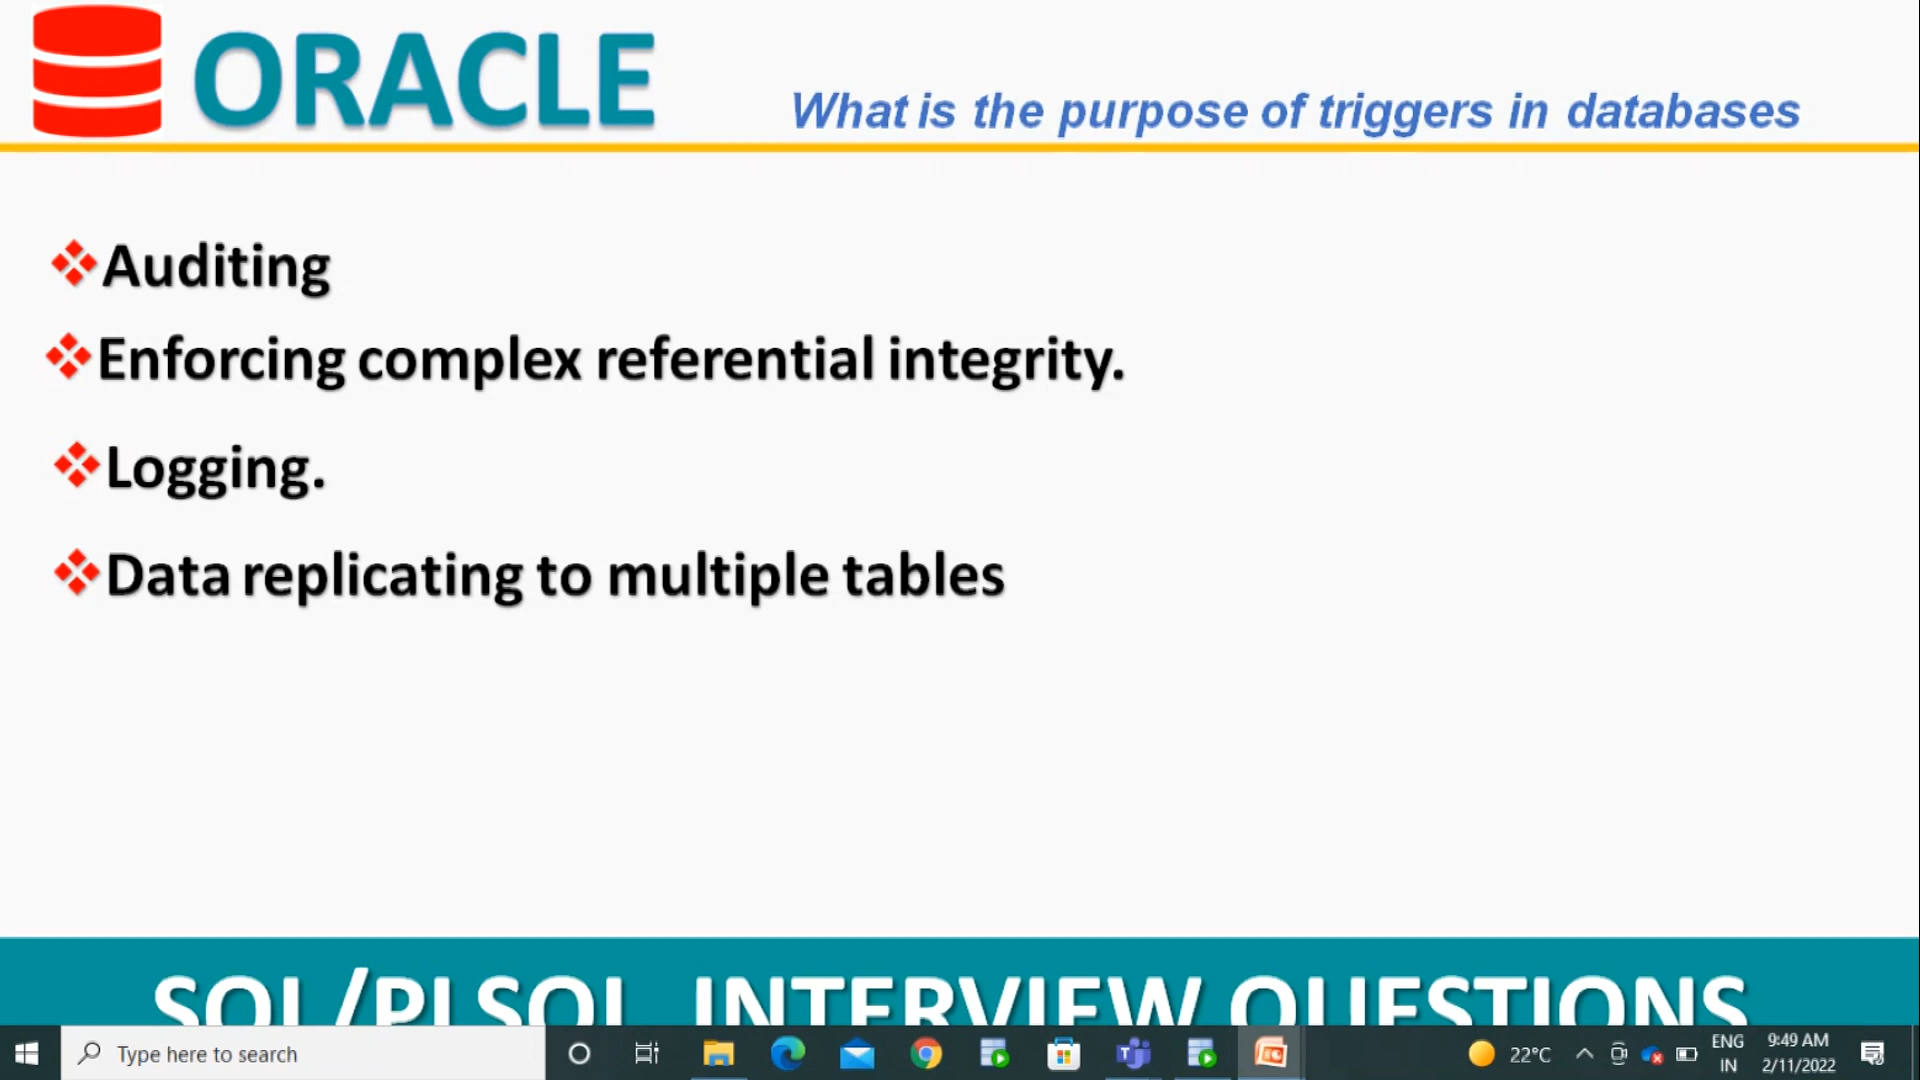 ORACLE
What is the purpose of triggers in databases
Auditing
Enforcing complex referential integrity.
Logging.
Data replicating to multiple tables
SQL/PLSQL INTERVIEW QUESTIONS
Type here to search
22°C
ENG
IN
9:49 AM
2/11/2022